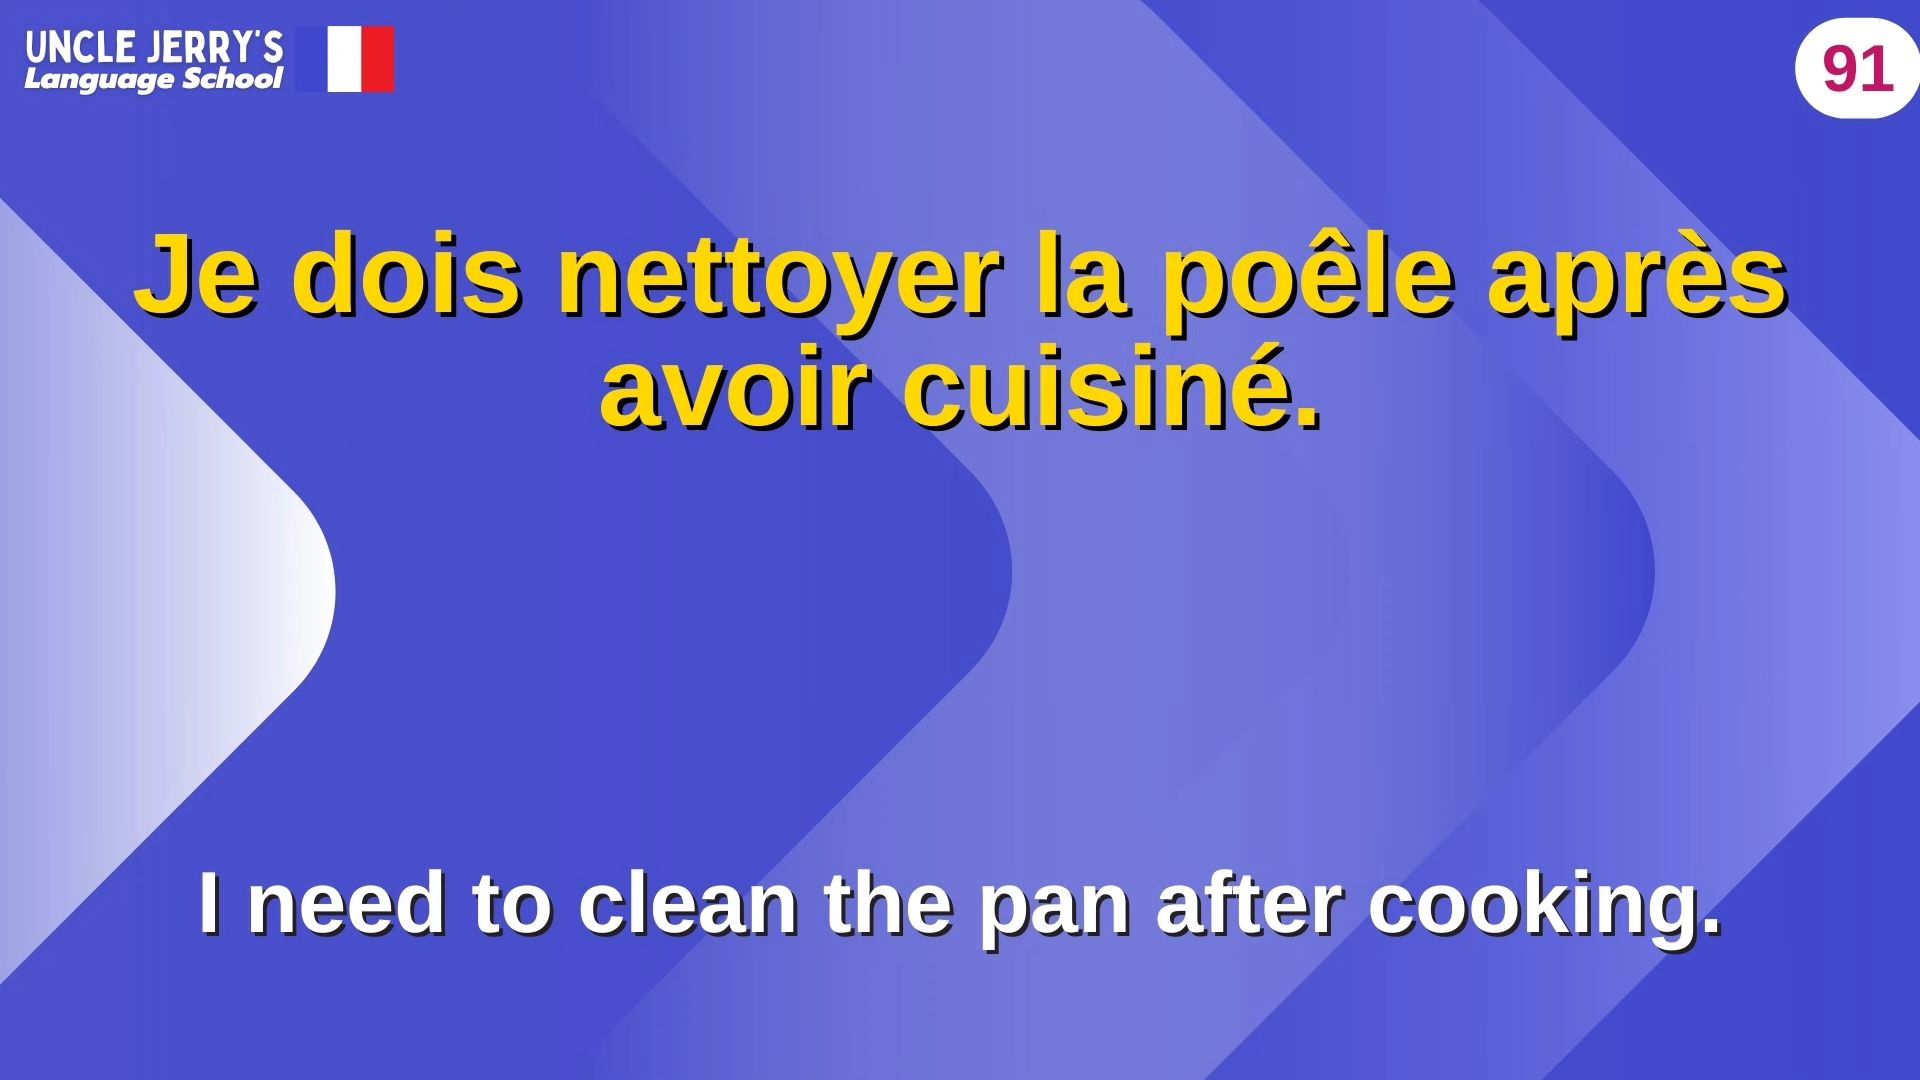 UNCLE JERRY'S
Language School
91
Je dois nettoyer la poêle après
avoir cuisiné.
I need to clean the pan after cooking.